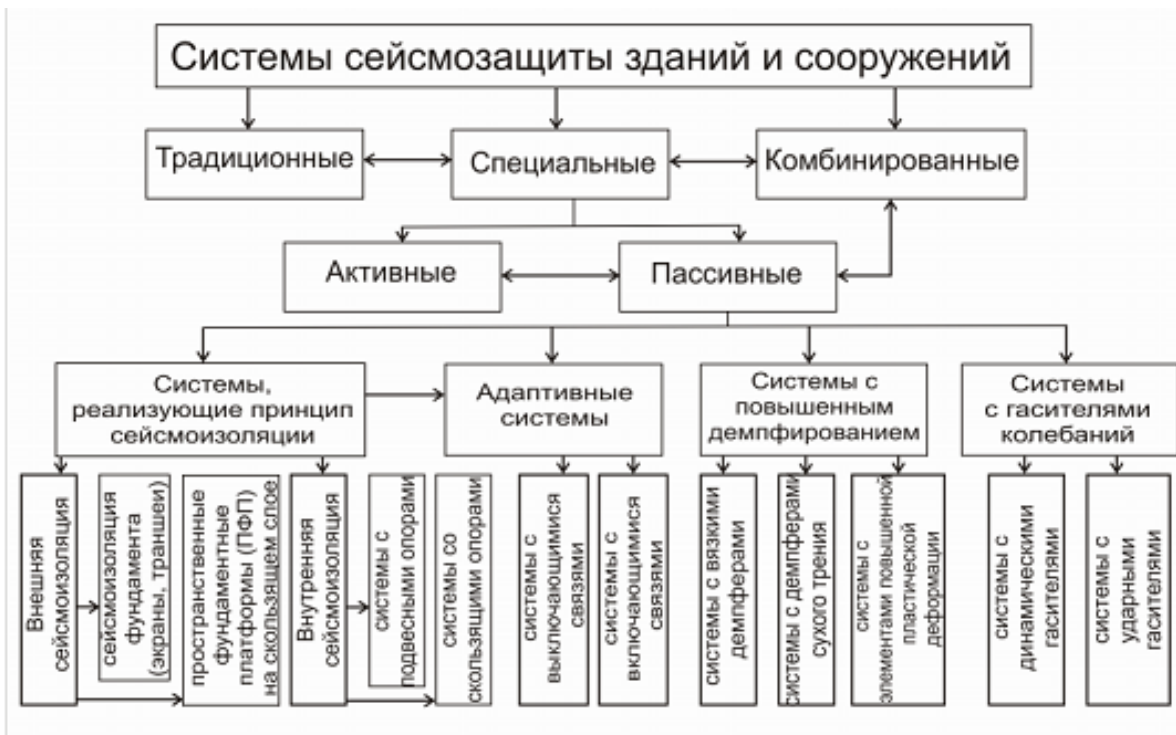 Системы сейсмозащиты зданий и сооружений
Традиционные
Специальные
Комбинированные
Активные
Пассивные
Системы,
реализующие принцип
сейсмоизоляции
Адаптивные
системы
Системы с
повышенным
демпфированием
Системы
с гасителями
колебаний
Внешняя
сейсмоизоляция
сейсмоизоляция
фундамента
(экраны, траншеи)
пространственные
фундаментные
платформы (ПФП)
на скользящем слое
Внутренняя
сейсмоизоляция
системы с
подвесными опорами
системы со
скользящими опорами
системы с
выключающимися
связями
системы с
включающимися
связями
системы с вязкими
демпферами
системы с демпферами
сухого трения
системы с
элементами повышенной
пластической
деформации
системы с
динамическими
гасителями
системы с
ударными
гасителями